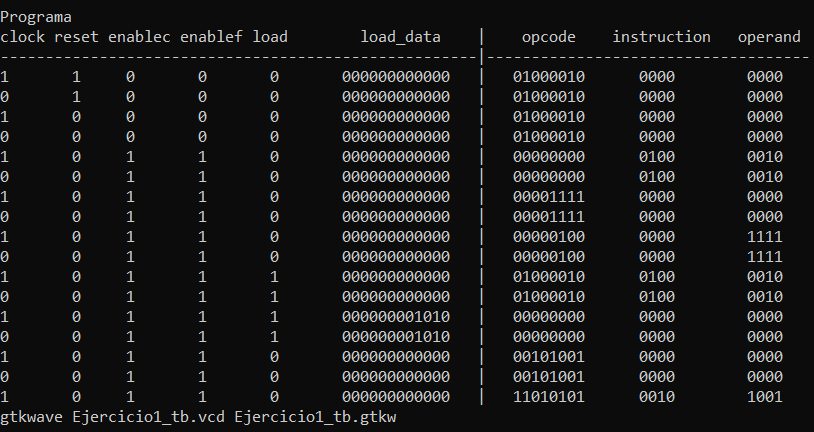 Programa
clock reset enablec enablef load        load_data    |    opcode    instruction   operand
-----------------------------------------------------|------------------------------------
1       1     0       0       0       000000000000   |   01000010      0000        0000
0       1     0       0       0       000000000000   |   01000010      0000        0000
1       0     0       0       0       000000000000   |   01000010      0000        0000
0       0     0       0       0       000000000000   |   01000010      0000        0000
1       0     1       1       0       000000000000   |   00000000      0100        0010
0       0     1       1       0       000000000000   |   00000000      0100        0010
1       0     1       1       0       000000000000   |   00001111      0000        0000
0       0     1       1       0       000000000000   |   00001111      0000        0000
1       0     1       1       0       000000000000   |   00000100      0000        1111
0       0     1       1       0       000000000000   |   00000100      0000        1111
1       0     1       1       1       000000000000   |   01000010      0100        0010
0       0     1       1       1       000000000000   |   01000010      0100        0010
1       0     1       1       1       000000001010   |   00000000      0000        0000
0       0     1       1       1       000000001010   |   00000000      0000        0000
1       0     1       1       0       000000000000   |   00101001      0000        0000
0       0     1       1       0       000000000000   |   00101001      0000        0000
1       0     1       1       0       000000000000   |   11010101      0010        1001
gtkwave Ejercicio1_tb.vcd Ejercicio1_tb.gtkw